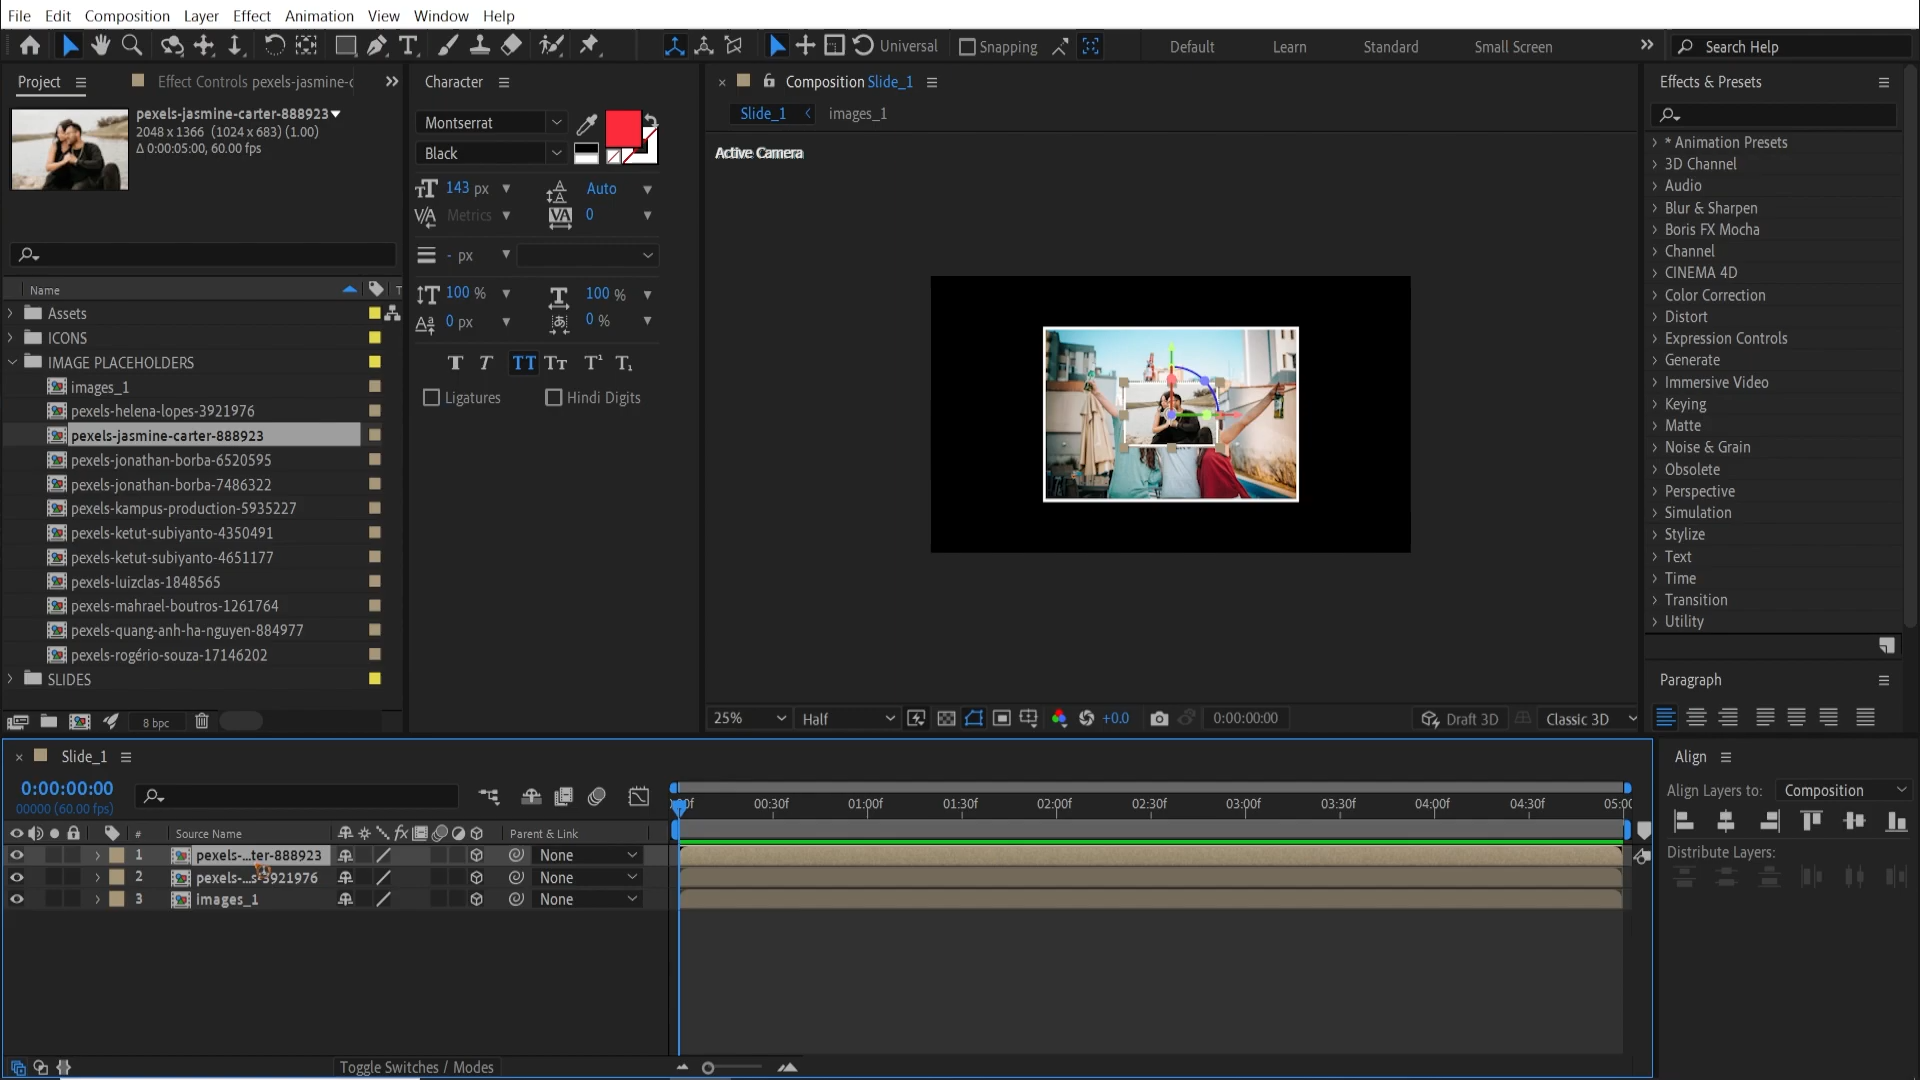 File Edit Composition Layer Effect Animation View Window Help
Universal Snapping Default Learn Standard Small Screen Search Help
Project Effect Controls pexels-jasmine-c
Character
Composition Slide_1
Effects & Presets
pexels-jasmine-carter-888923
2048 x 1366 (1024 x 683) (1.00)
Δ 0:00:05:00, 60.00 fps
Montserrat
Black
143 px Auto
Metrics 0
- px
100 % 100 %
0 px 0 %
T T TT Tт T¹ T₁
Ligatures Hindi Digits
Slide_1 images_1
Active Camera
* Animation Presets
3D Channel
Audio
Blur & Sharpen
Boris FX Mocha
Channel
CINEMA 4D
Color Correction
Distort
Expression Controls
Generate
Immersive Video
Keying
Matte
Noise & Grain
Obsolete
Perspective
Simulation
Stylize
Text
Time
Transition
Utility
Name T
Assets
ICONS
IMAGE PLACEHOLDERS
images_1
pexels-helena-lopes-3921976
pexels-jasmine-carter-888923
pexels-jonathan-borba-6520595
pexels-jonathan-borba-7486322
pexels-kampus-production-5935227
pexels-ketut-subiyanto-4350491
pexels-ketut-subiyanto-4651177
pexels-luizclas-1848565
pexels-mahrael-boutros-1261764
pexels-quang-anh-ha-nguyen-884977
pexels-rogério-souza-17146202
SLIDES
8 bpc
25% Half +0.0 0:00:00:00 Draft 3D Classic 3D
Paragraph
Slide_1
0:00:00:00
00000 (60.00 fps)
:00f 00:30f 01:00f 01:30f 02:00f 02:30f 03:00f 03:30f 04:00f 04:30f 05:00
# Source Name fx Parent & Link
1 pexels-...ter-888923 None
2 pexels-...s-3921976 None
3 images_1 None
Toggle Switches / Modes
Align
Align Layers to: Composition
Distribute Layers: